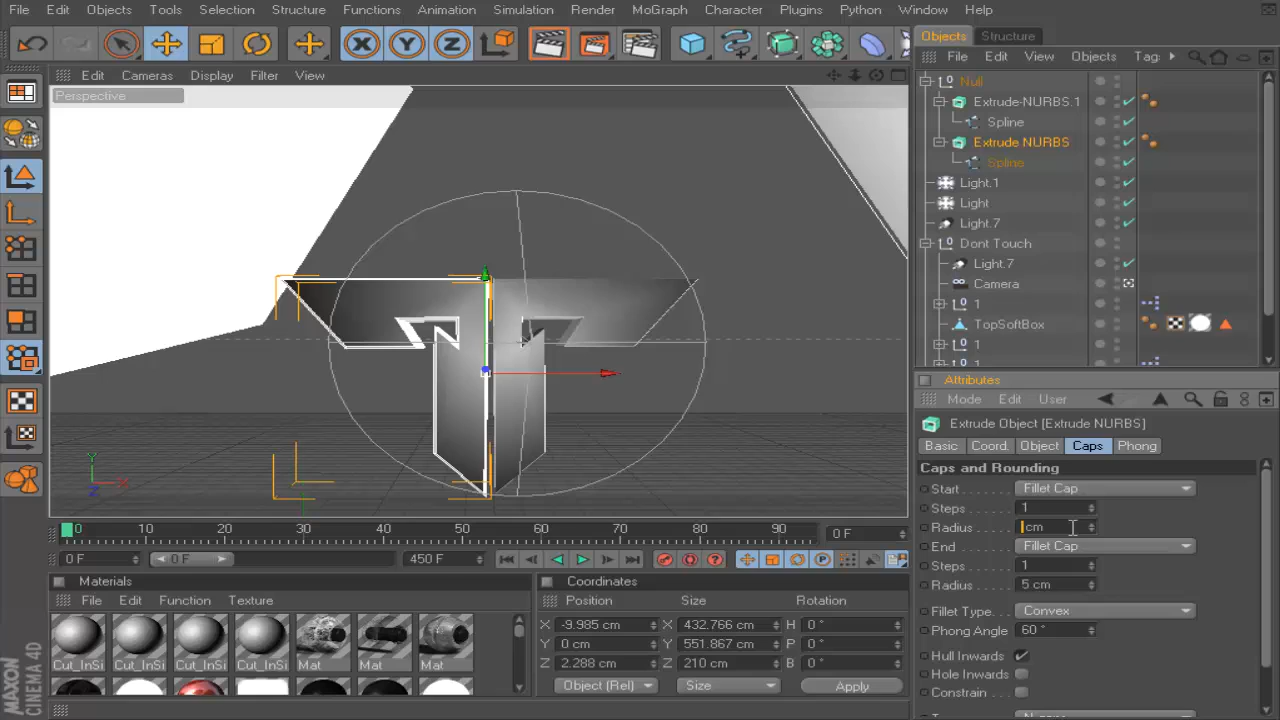 File Edit Objects Tools Selection Structure Functions Animation Simulation Render MoGraph Character Plugins Python Window Help
Objects Structure
File Edit View Objects Tag
Edit Cameras Display Filter View
Perspective
Null
Extrude-NURBS.1
Spline
Extrude NURBS
Spline
Light.1
Light
Light.7
Dont Touch
Light.7
Camera
1
TopSoftBox
1
1
Attributes
Mode Edit User
Extrude Object [Extrude NURBS]
Basic Coord. Object Caps Phong
Caps and Rounding
Start Fillet Cap
Steps 1
Radius cm
End Fillet Cap
Steps 1
Radius 5 cm
Fillet Type Convex
Phong Angle 60 °
Hull Inwards
Hole Inwards
Constrain
Y
X
Z
0 10 20 30 40 50 60 70 80 90 0 F
0 F 0 F 450 F
Materials
File Edit Function Texture
Cut_InSi Cut_InSi Cut_InSi Cut_InSi Mat Mat Mat
Coordinates
Position Size Rotation
X -9.985 cm X 432.766 cm H 0 °
Y 0 cm Y 551.867 cm P 0 °
Z 2.288 cm Z 210 cm B 0 °
Object (Rel) Size Apply
MAXON
CINEMA 4D